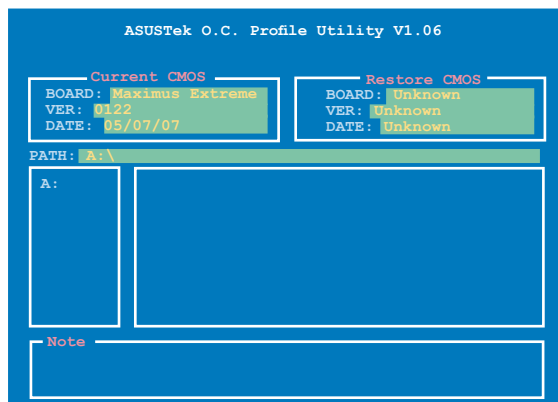 ASUSTek O.C. Profile Utility V1.06
Current CMOS
BOARD: Maximus Extreme
VER: 0122
DATE: 05/07/07
Restore CMOS
BOARD: Unknown
VER: Unknown
DATE: Unknown
PATH: A:\
A:
Note